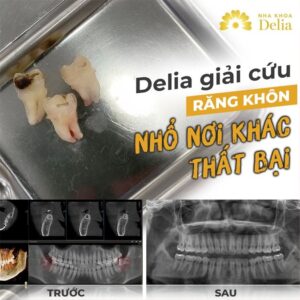 NHA KHOA
Delia
Delia giải cứu
RĂNG KHÔN
NHỔ NƠI KHÁC
THẤT BẠI
TRƯỚC
SAU